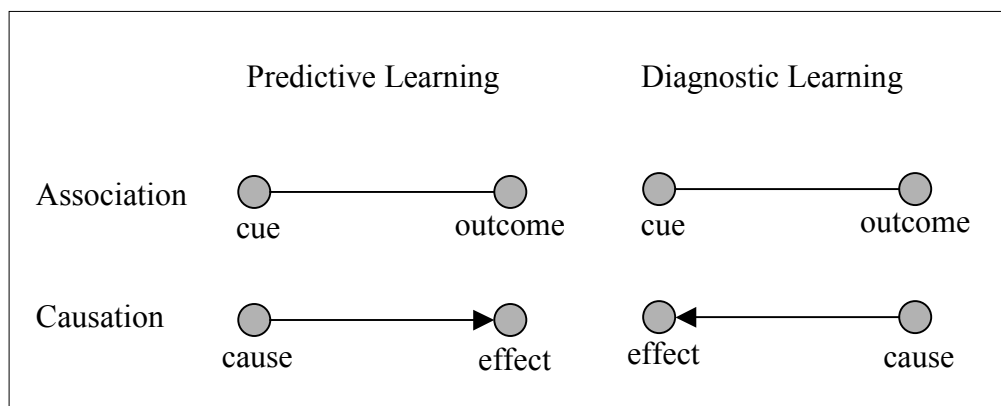 Predictive Learning Diagnostic Learning
Association
cue outcome cue outcome
Causation
cause effect effect cause